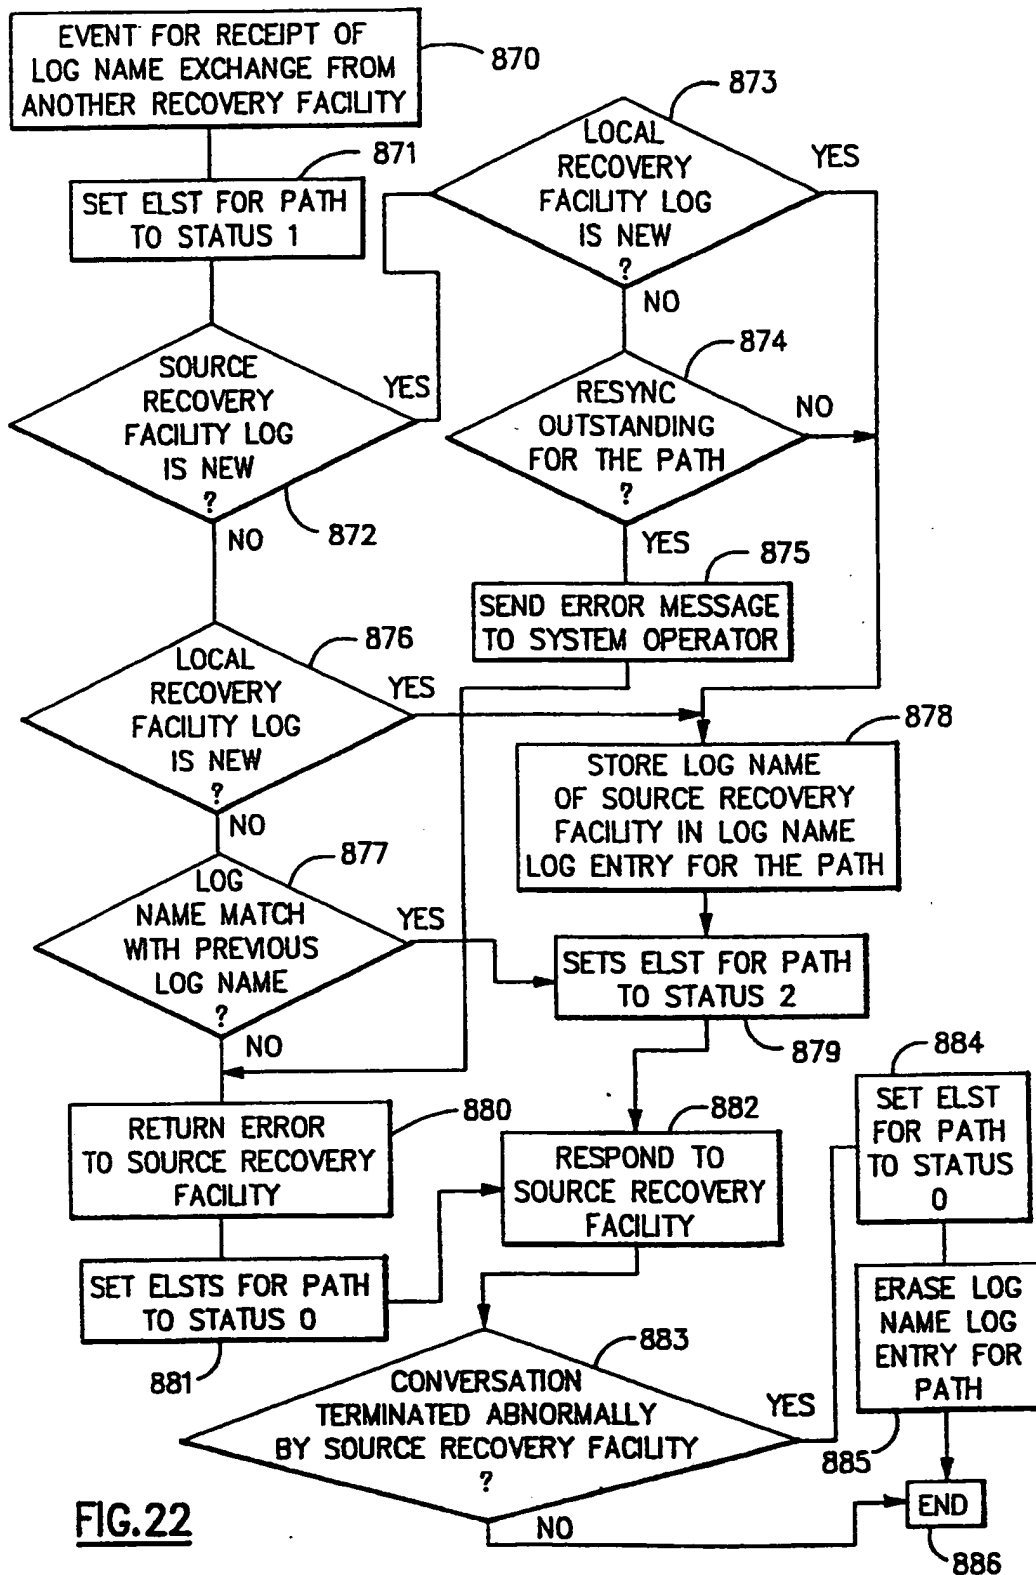 EVENT FOR RECEIPT OF
LOG NAME EXCHANGE FROM
ANOTHER RECOVERY FACILITY
870
871
SET ELST FOR PATH
TO STATUS 1
SOURCE
RECOVERY
FACILITY LOG
IS NEW
?
YES
NO
872
873
LOCAL
RECOVERY
FACILITY LOG
IS NEW
?
YES
NO
874
RESYNC
OUTSTANDING
FOR THE PATH
?
NO
YES
875
SEND ERROR MESSAGE
TO SYSTEM OPERATOR
876
LOCAL
RECOVERY
FACILITY LOG
IS NEW
?
YES
NO
877
LOG
NAME MATCH
WITH PREVIOUS
LOG NAME
?
YES
NO
878
STORE LOG NAME
OF SOURCE RECOVERY
FACILITY IN LOG NAME
LOG ENTRY FOR THE PATH
SETS ELST FOR PATH
TO STATUS 2
879
880
RETURN ERROR
TO SOURCE RECOVERY
FACILITY
SET ELSTS FOR PATH
TO STATUS 0
881
882
RESPOND TO
SOURCE RECOVERY
FACILITY
883
CONVERSATION
TERMINATED ABNORMALLY
BY SOURCE RECOVERY FACILITY
?
YES
NO
884
SET ELST
FOR PATH
TO STATUS
0
ERASE LOG
NAME LOG
ENTRY FOR
PATH
885
END
886
FIG.22